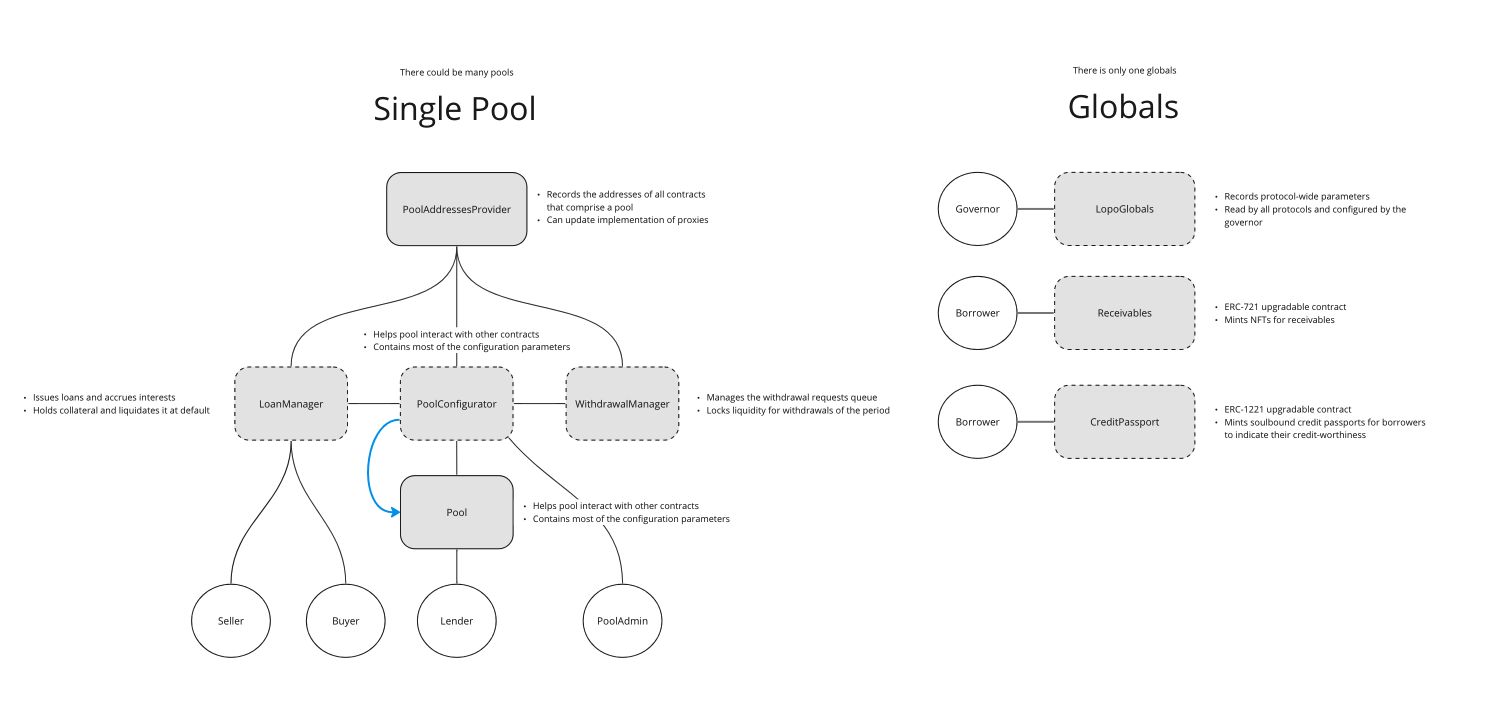 There could be many pools
Single Pool
PoolAddressesProvider
• Records the addresses of all contracts
that comprise a pool
• Can update implementation of proxies
• Helps pool interact with other contracts
• Contains most of the configuration parameters
• Issues loans and accrues interests
• Holds collateral and liquidates it at default
LoanManager
PoolConfigurator
WithdrawalManager
• Manages the withdrawal requests queue
• Locks liquidity for withdrawals of the period
Pool
• Helps pool interact with other contracts
• Contains most of the configuration parameters
Seller
Buyer
Lender
PoolAdmin
There is only one globals
Globals
Governor
LopoGlobals
• Records protocol-wide parameters
• Read by all protocols and configured by the
governor
Borrower
Receivables
• ERC-721 upgradable contract
• Mints NFTs for receivables
Borrower
CreditPassport
• ERC-1221 upgradable contract
• Mints soulbound credit passports for borrowers
to indicate their credit-worthiness